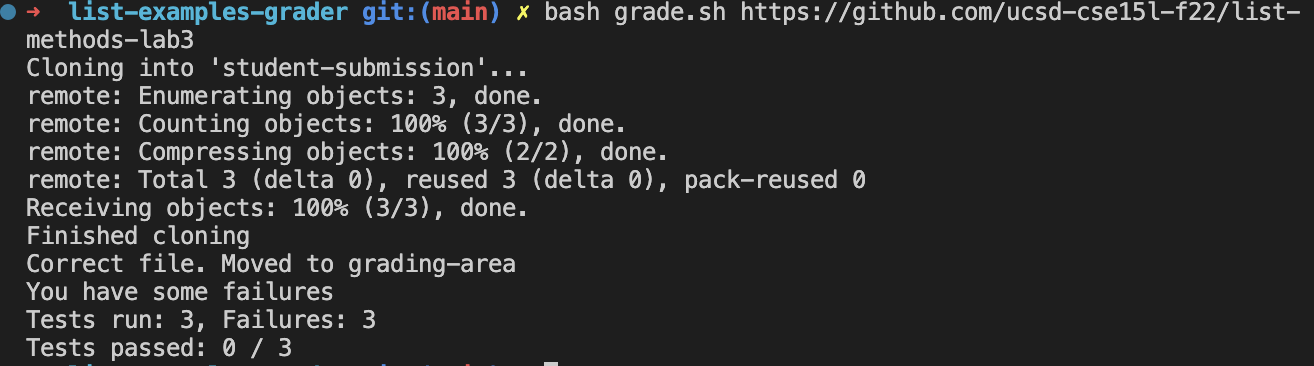 ➜ list-examples-grader git:(main) ✗ bash grade.sh https://github.com/ucsd-cse15l-f22/list-
methods-lab3
Cloning into 'student-submission'...
remote: Enumerating objects: 3, done.
remote: Counting objects: 100% (3/3), done.
remote: Compressing objects: 100% (2/2), done.
remote: Total 3 (delta 0), reused 3 (delta 0), pack-reused 0
Receiving objects: 100% (3/3), done.
Finished cloning
Correct file. Moved to grading-area
You have some failures
Tests run: 3, Failures: 3
Tests passed: 0 / 3